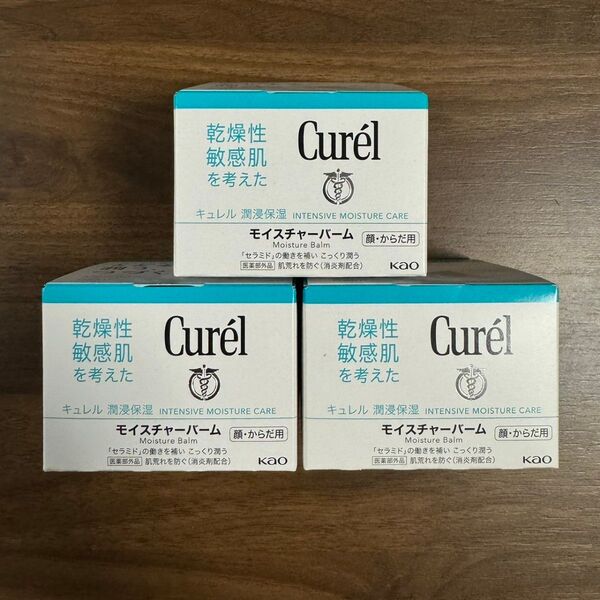 乾燥性
敏感肌
を考えた
Curél
キュレル 潤浸保湿 INTENSIVE MOISTURE CARE
モイスチャーバーム
Moisture Balm
顔・からだ用
「セラミド」の働きを補い こっくり潤う
医薬部外品 肌荒れを防ぐ(消炎剤配合)
Kao
乾燥性
敏感肌
を考えた
Curél
キュレル 潤浸保湿 INTENSIVE MOISTURE CARE
モイスチャーバーム
Moisture Balm
顔・からだ用
「セラミド」の働きを補い こっくり潤う
医薬部外品 肌荒れを防ぐ(消炎剤配合)
Kao
乾燥性
敏感肌
を考えた
Curél
キュレル 潤浸保湿 INTENSIVE MOISTURE CARE
モイスチャーバーム
Moisture Balm
顔・からだ用
「セラミド」の働きを補い こっくり潤う
医薬部外品 肌荒れを防ぐ(消炎剤配合)
Kao